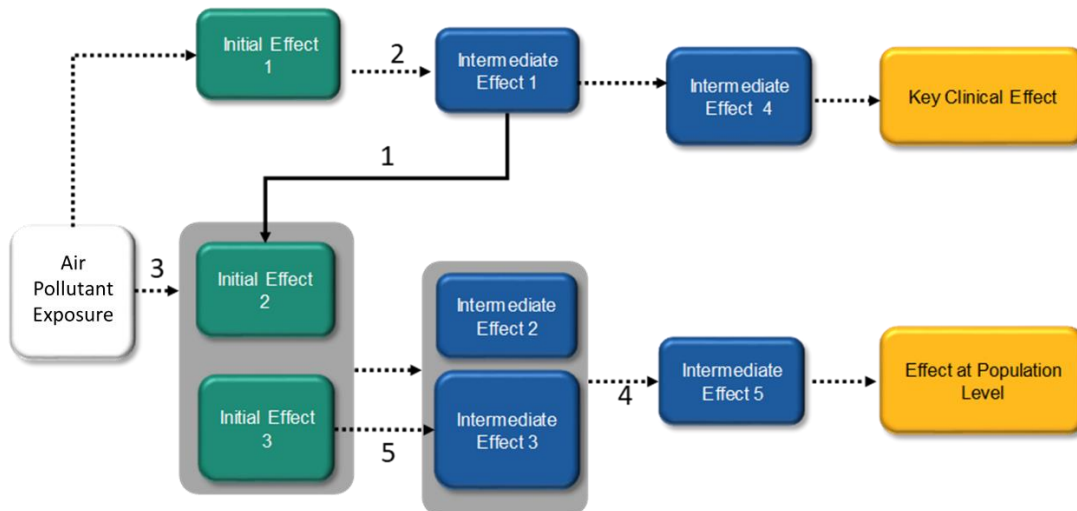 Initial Effect
1
2
Intermediate
Effect 1
Intermediate
Effect 4
Key Clinical Effect
1
Air
Pollutant
Exposure
3
Initial Effect
2
Intermediate
Effect 2
Initial Effect
3
5
Intermediate
Effect 3
4
Intermediate
Effect 5
Effect at Population
Level